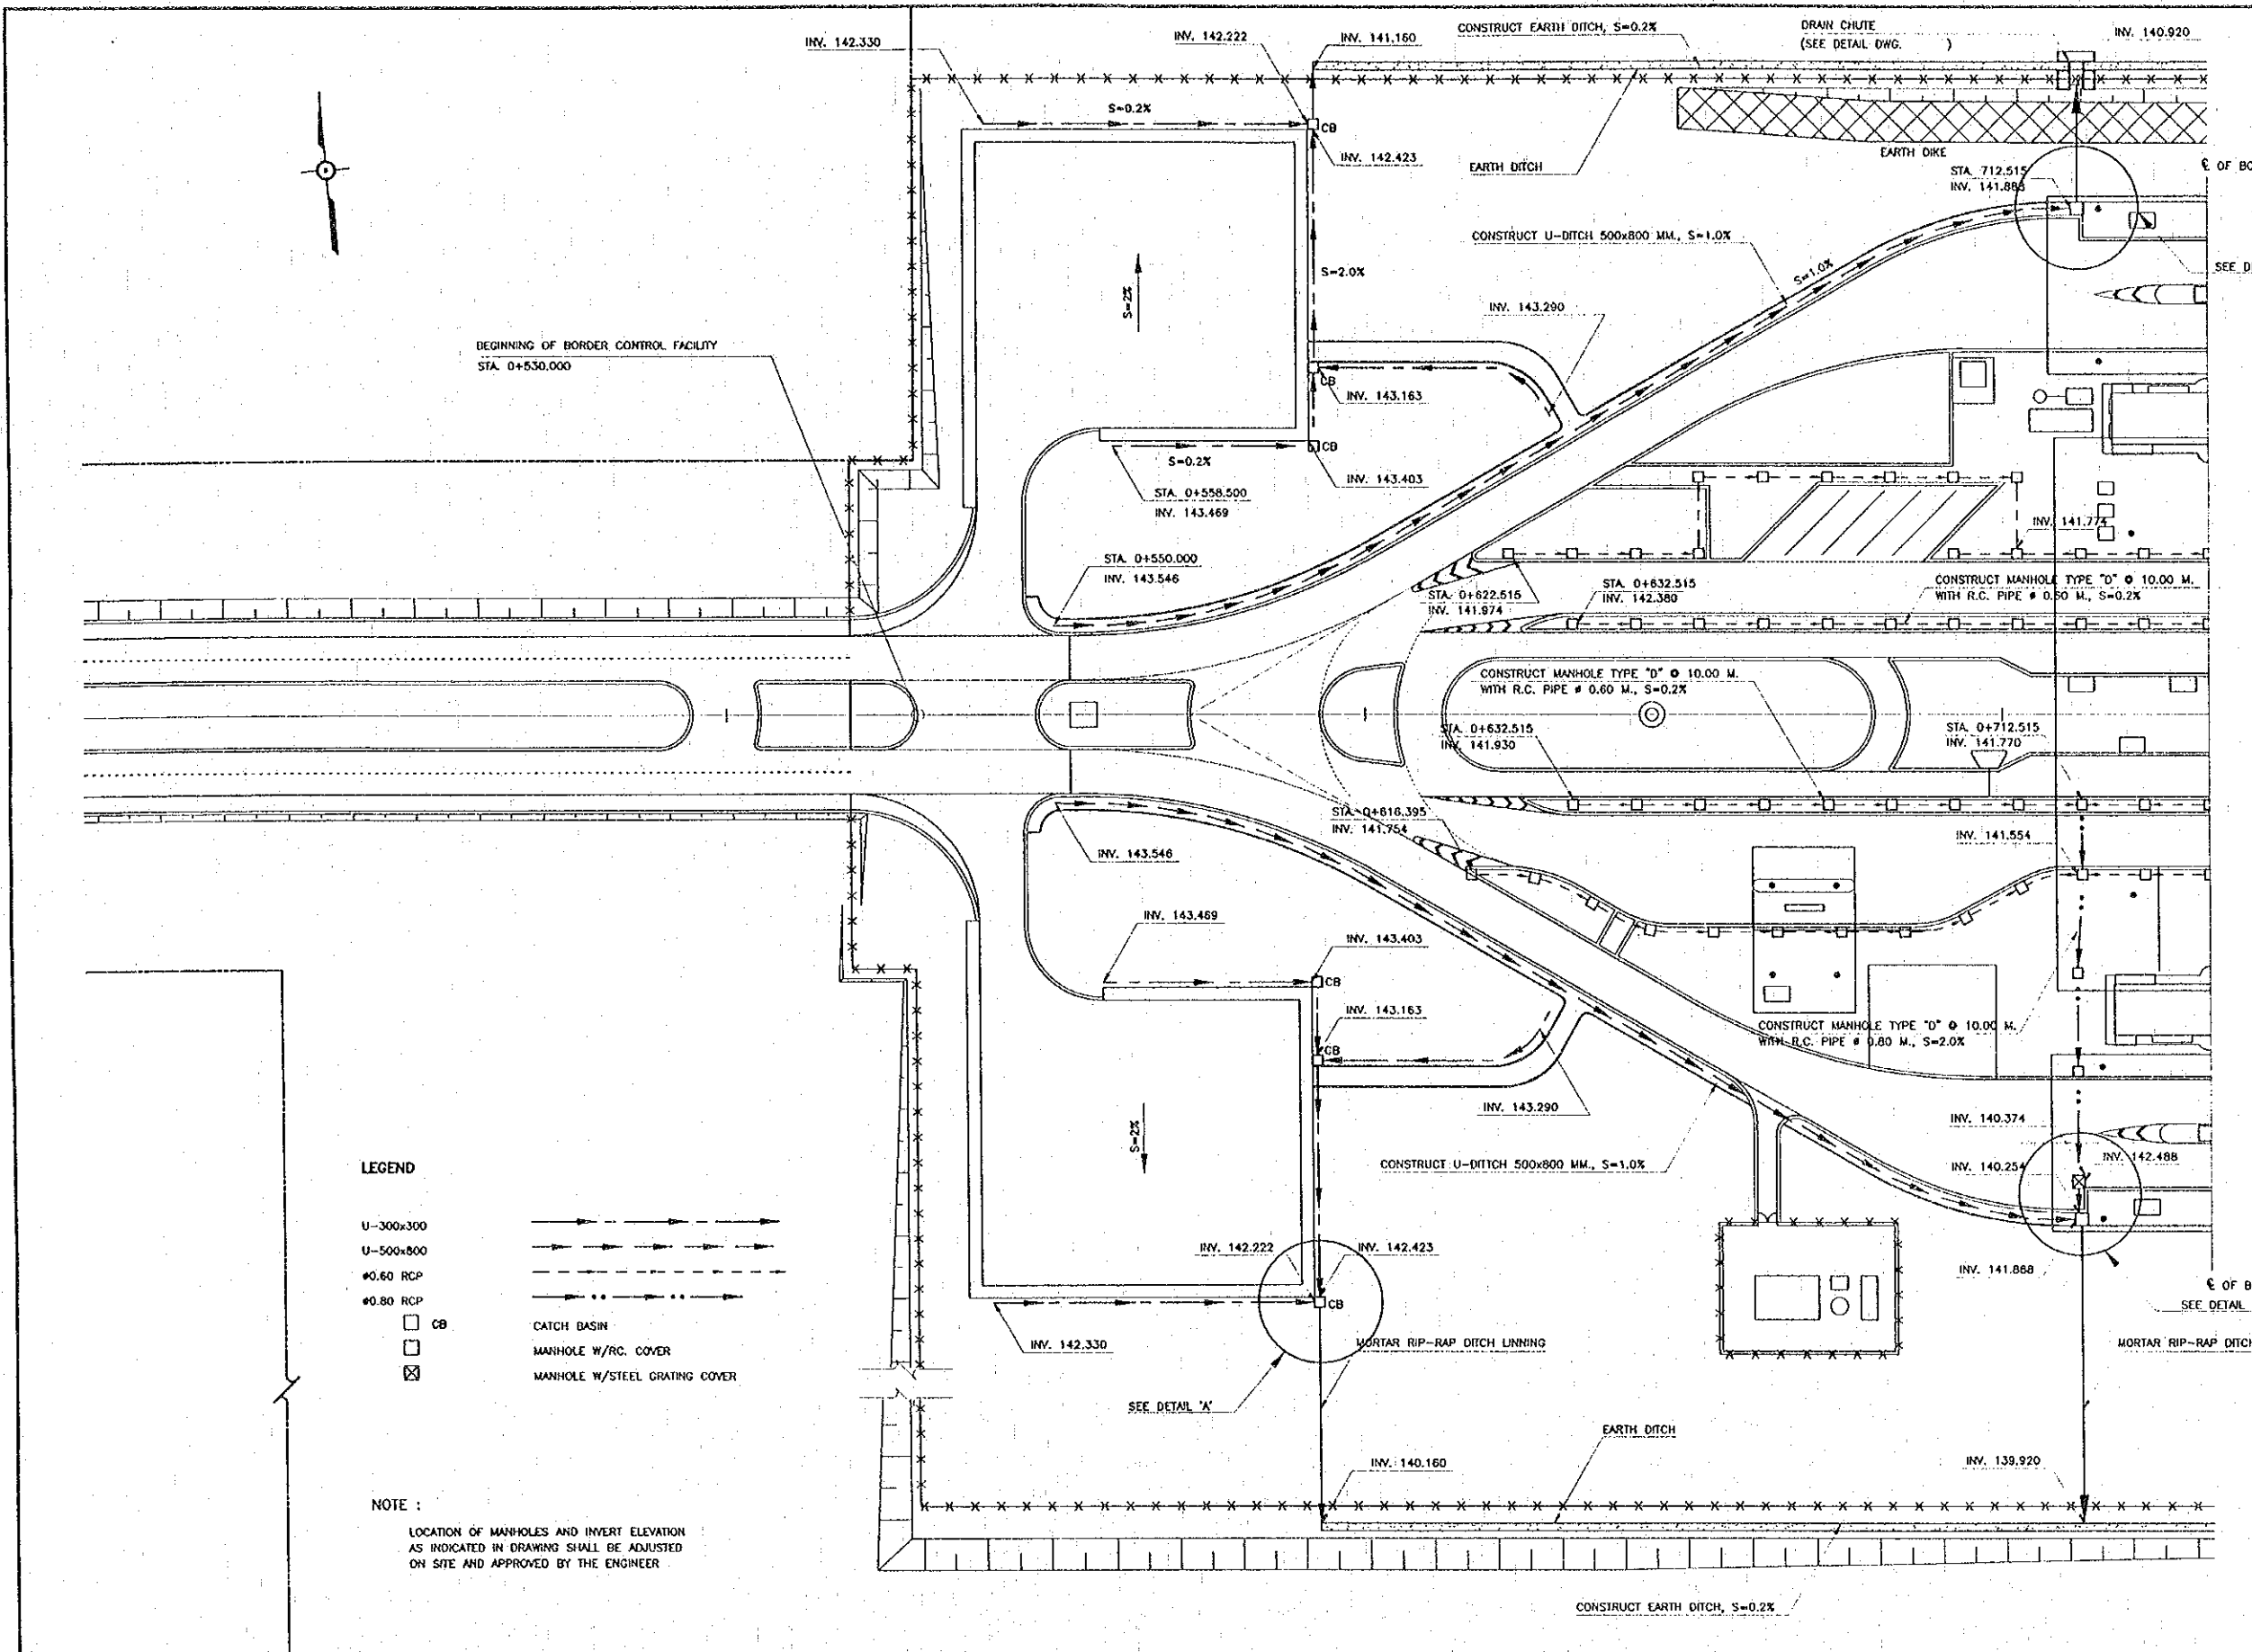 INV. 142.330
INV. 142.222
INV. 141.160
CONSTRUCT EARTH DITCH, S=0.2%
DRAIN CHUTE
(SEE DETAIL DWG. )
INV. 140.920
S=0.2%
CB
INV. 142.423
EARTH DITCH
EARTH DIKE
STA. 712.515
INV. 141.888
℄ OF BO
CONSTRUCT U-DITCH 500x800 MM., S=1.0%
S=2%
S=2.0%
S=1.0%
SEE D
INV. 143.290
BEGINNING OF BORDER CONTROL FACILITY
STA. 0+530.000
CB
INV. 143.163
CB
S=0.2%
INV. 143.403
STA. 0+558.500
INV. 143.469
INV. 141.774
STA. 0+550.000
INV. 143.546
STA. 0+622.515
INV. 141.974
STA. 0+632.515
INV. 142.380
CONSTRUCT MANHOLE TYPE "D" @ 10.00 M.
WITH R.C. PIPE ø 0.60 M., S=0.2%
CONSTRUCT MANHOLE TYPE "D" @ 10.00 M.
WITH R.C. PIPE ø 0.60 M., S=0.2%
STA. 0+632.515
INV. 141.930
STA. 0+712.515
INV. 141.770
STA. 0+616.395
INV. 141.754
INV. 141.554
INV. 143.546
INV. 143.469
INV. 143.403
CB
INV. 143.163
CB
CONSTRUCT MANHOLE TYPE "D" @ 10.00 M.
WITH R.C. PIPE ø 0.80 M., S=2.0%
INV. 143.290
INV. 140.374
S=2%
CONSTRUCT U-DITCH 500x800 MM., S=1.0%
INV. 140.254
INV. 142.488
LEGEND
U-300x300
U-500x800
ø0.60 RCP
ø0.80 RCP
CB
CATCH BASIN
MANHOLE W/RC. COVER
MANHOLE W/STEEL GRATING COVER
INV. 142.222
INV. 142.423
INV. 141.868
℄ OF B
SEE DETAIL
CB
INV. 142.330
MORTAR RIP-RAP DITCH LINNING
MORTAR RIP-RAP DITCH
SEE DETAIL 'A'
EARTH DITCH
INV. 140.160
INV. 139.920
NOTE :
LOCATION OF MANHOLES AND INVERT ELEVATION
AS INDICATED IN DRAWING SHALL BE ADJUSTED
ON SITE AND APPROVED BY THE ENGINEER
CONSTRUCT EARTH DITCH, S=0.2%